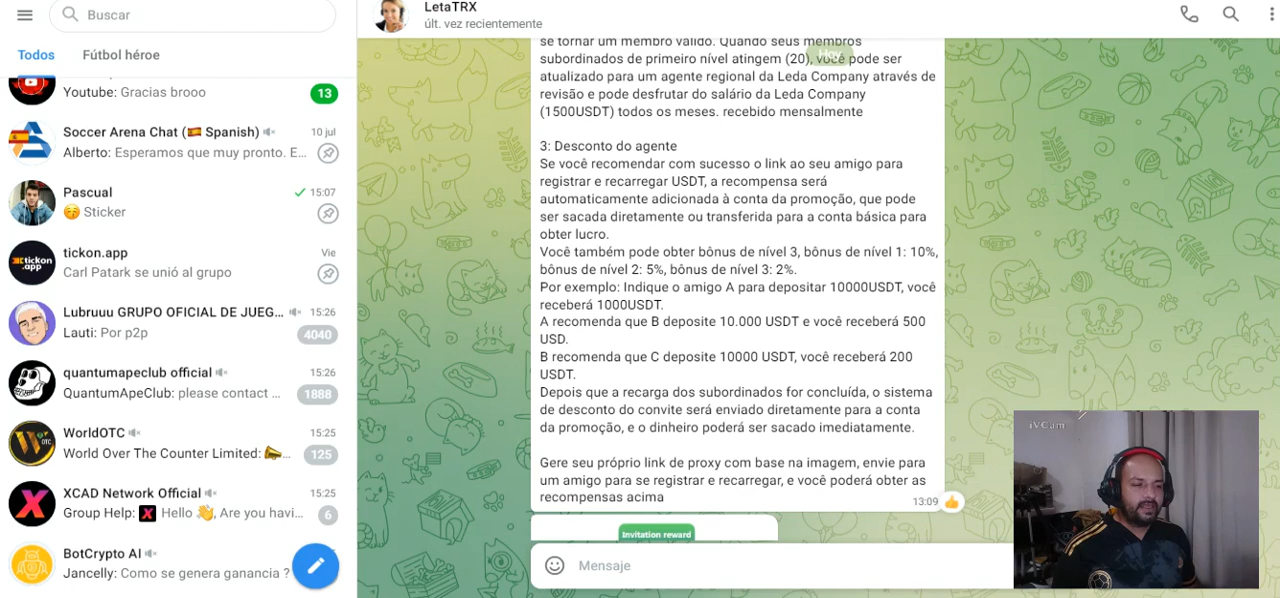 Buscar
Todos
Fútbol héroe
Youtube: Gracias brooo
13
Soccer Arena Chat (🇪🇸 Spanish)
10 jul
Alberto: Esperamos que muy pronto. E...
Pascual
15:07
😚 Sticker
tickon.app
Vie
Carl Patark se unió al grupo
Lubruuu GRUPO OFICIAL DE JUEG...
15:26
Lauti: Por p2p
4040
quantumapeclub official
15:26
QuantumApeClub: please contact ...
1888
WorldOTC
15:25
World Over The Counter Limited: 📣...
125
XCAD Network Official
15:25
Group Help: Hello 👋, Are you havi...
6
BotCrypto AI
Jancelly: Como se genera ganancia ?
LetaTRX
últ. vez recientemente
Hoy
se tornar um membro válido. Quando seus membros
subordinados de primeiro nível atingem (20), você pode ser
atualizado para um agente regional da Leda Company através de
revisão e pode desfrutar do salário da Leda Company
(1500USDT) todos os meses. recebido mensalmente
3: Desconto do agente
Se você recomendar com sucesso o link ao seu amigo para
registrar e recarregar USDT, a recompensa será
automaticamente adicionada à conta da promoção, que pode
ser sacada diretamente ou transferida para a conta básica para
obter lucro.
Você também pode obter bônus de nível 3, bônus de nível 1: 10%,
bônus de nível 2: 5%, bônus de nível 3: 2%.
Por exemplo: Indique o amigo A para depositar 10000USDT, você
receberá 1000USDT.
A recomenda que B deposite 10.000 USDT e você receberá 500
USD.
B recomenda que C deposite 10000 USDT, você receberá 200
USDT.
Depois que a recarga dos subordinados for concluída, o sistema
de desconto do convite será enviado diretamente para a conta
da promoção, e o dinheiro poderá ser sacado imediatamente.
Gere seu próprio link de proxy com base na imagem, envie para
um amigo para se registrar e recarregar, e você poderá obter as
recompensas acima
13:09
Invitation reward
Mensaje
iVCam